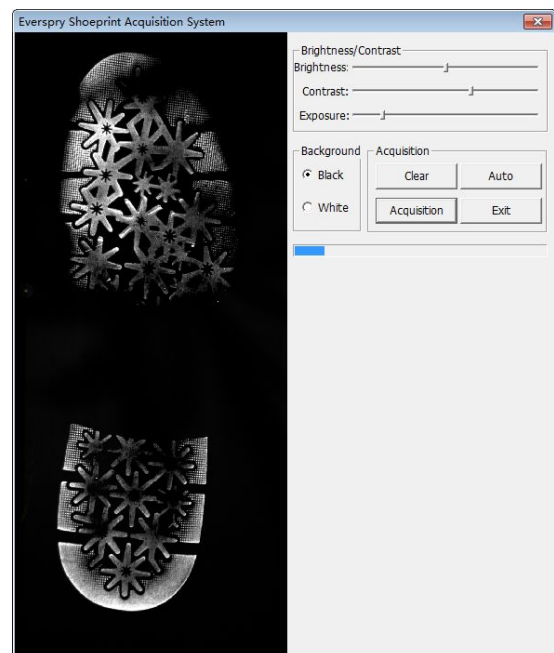 Everspry Shoeprint Acquisition System
Brightness/Contrast
Brightness:
Contrast:
Exposure:
Background
Acquisition
Black
Clear
Auto
White
Acquisition
Exit